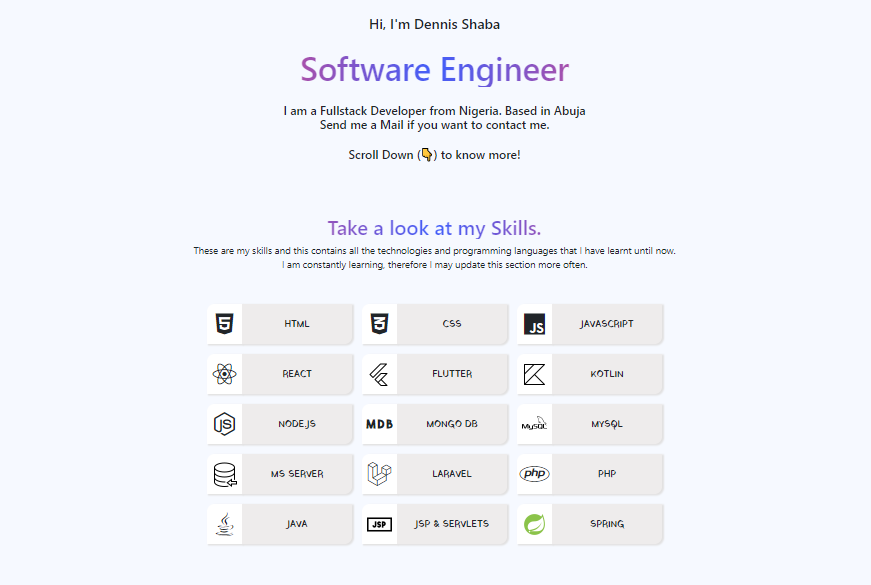 Hi, I'm Dennis Shaba
Software Engineer
I am a Fullstack Developer from Nigeria. Based in Abuja
Send me a Mail if you want to contact me.
Scroll Down (👇) to know more!
Take a look at my Skills.
These are my skills and this contains all the technologies and programming languages that I have learnt until now.
I am constantly learning, therefore I may update this section more often.
HTML
CSS
JS JAVASCRIPT
REACT
FLUTTER
KOTLIN
JS NODEJS
MDB MONGO DB
MySQL MYSQL
MS SERVER
LARAVEL
php PHP
JAVA
JSP JSP & SERVLETS
SPRING